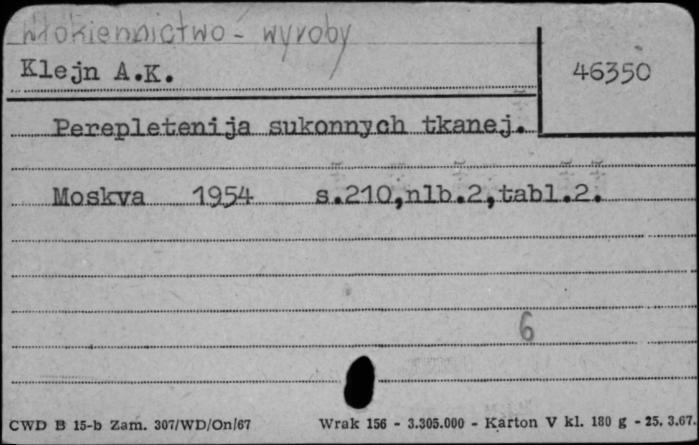 włókiennictwo - wyroby
Klejn A.K.
46350
Perepletenija sukonnych tkanej.
Moskva 1954 s.210,nlb.2,tabl.2.
6
CWD B 15-b Zam. 307/WD/On/67 Wrak 156 - 3.305.000 - Karton V kl. 180 g - 25. 3.67.